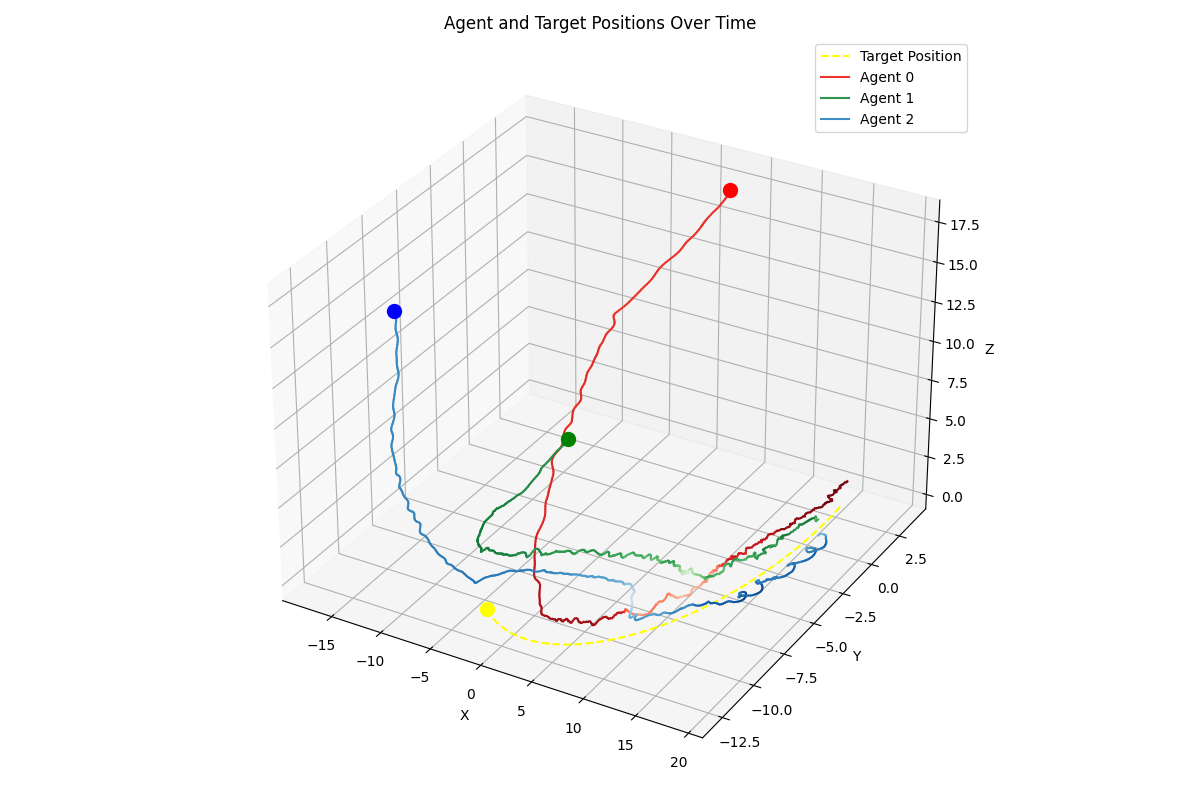 Agent and Target Positions Over Time
Target Position
Agent 0
Agent 1
Agent 2
17.5
15.0
12.5
10.0
7.5
5.0
2.5
0.0
Z
2.5
0.0
−2.5
−5.0
−7.5
−10.0
−12.5
Y
−15
−10
−5
0
5
10
15
20
X